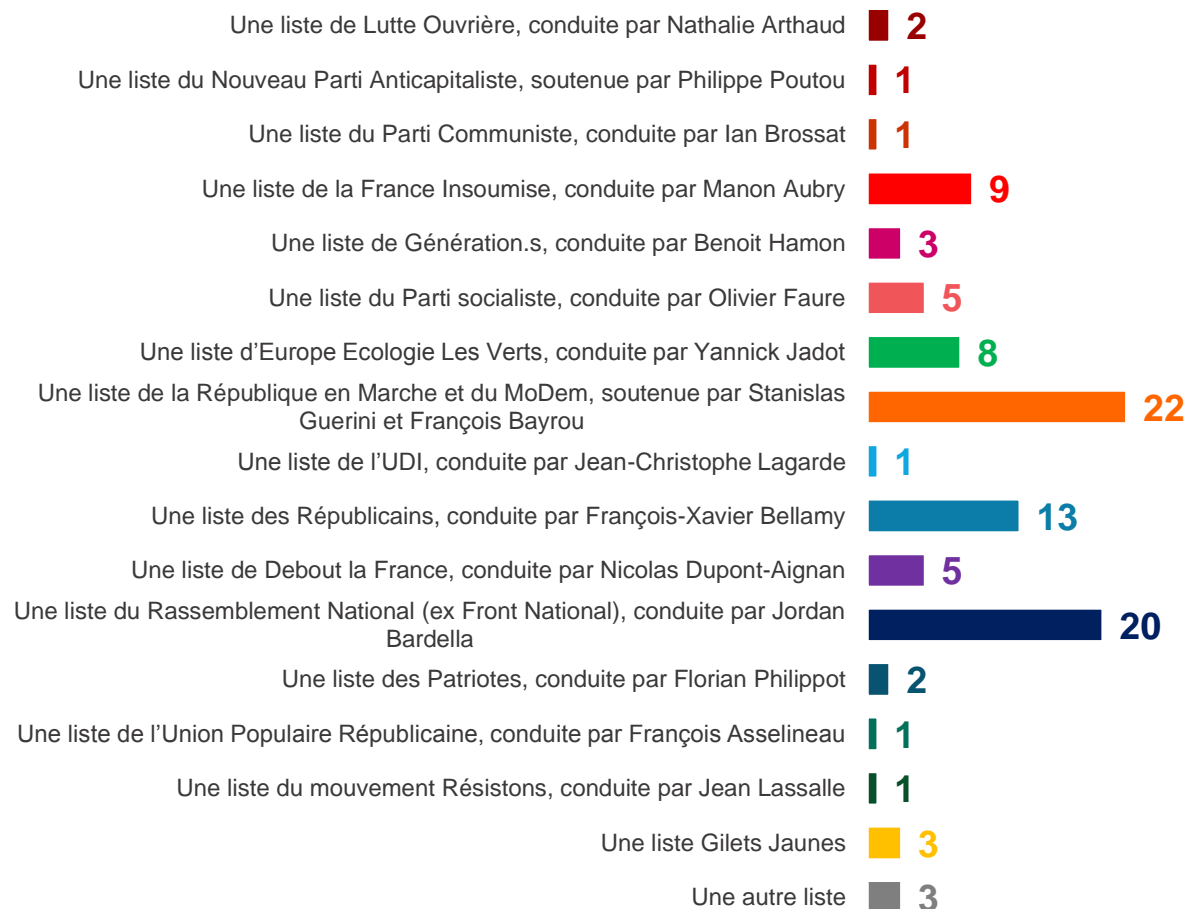 Une liste de Lutte Ouvrière, conduite par Nathalie Arthaud 2
Une liste du Nouveau Parti Anticapitaliste, soutenue par Philippe Poutou 1
Une liste du Parti Communiste, conduite par Ian Brossat 1
Une liste de la France Insoumise, conduite par Manon Aubry 9
Une liste de Génération.s, conduite par Benoit Hamon 3
Une liste du Parti socialiste, conduite par Olivier Faure 5
Une liste d’Europe Ecologie Les Verts, conduite par Yannick Jadot 8
Une liste de la République en Marche et du MoDem, soutenue par Stanislas
Guerini et François Bayrou 22
Une liste de l’UDI, conduite par Jean-Christophe Lagarde 1
Une liste des Républicains, conduite par François-Xavier Bellamy 13
Une liste de Debout la France, conduite par Nicolas Dupont-Aignan 5
Une liste du Rassemblement National (ex Front National), conduite par Jordan
Bardella 20
Une liste des Patriotes, conduite par Florian Philippot 2
Une liste de l’Union Populaire Républicaine, conduite par François Asselineau 1
Une liste du mouvement Résistons, conduite par Jean Lassalle 1
Une liste Gilets Jaunes 3
Une autre liste 3